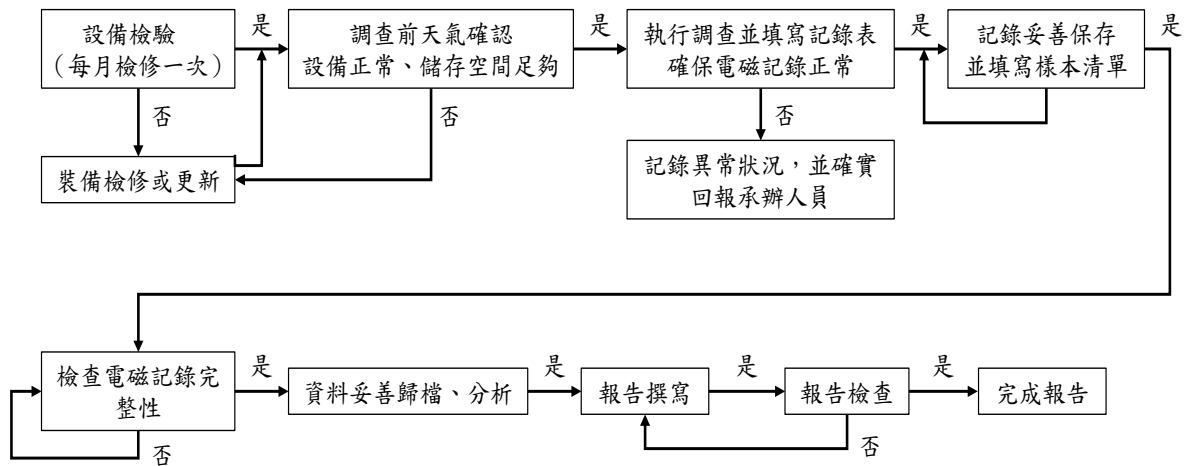 設備檢驗
（每月檢修一次）
是
調查前天氣確認
設備正常、儲存空間足夠
是
執行調查並填寫記錄表
確保電磁記錄正常
是
記錄妥善保存
並填寫樣本清單
是
否
否
否
裝備檢修或更新
記錄異常狀況，並確實
回報承辦人員
檢查電磁記錄完
整性
是
資料妥善歸檔、分析
是
報告撰寫
是
報告檢查
是
完成報告
否
否